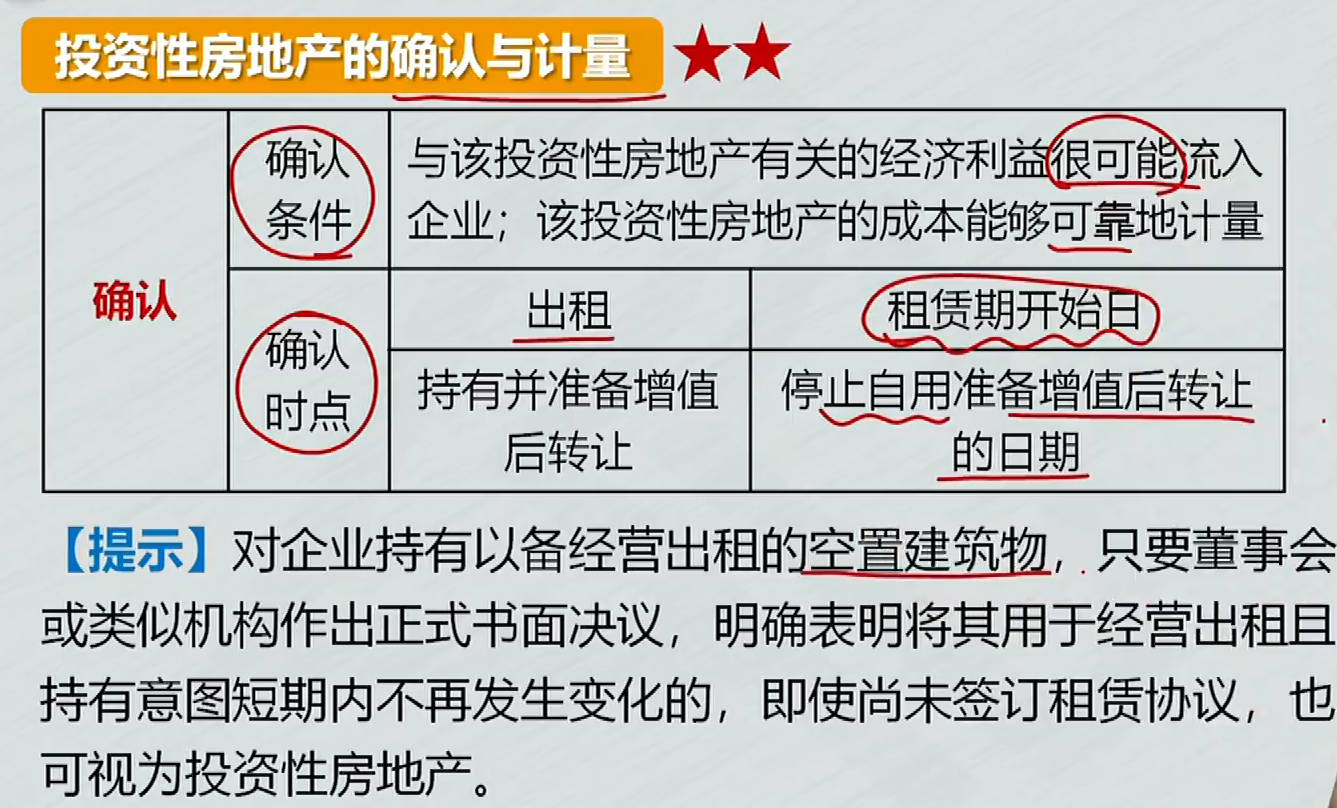 投资性房地产的确认与计量
确认
确认
条件
与该投资性房地产有关的经济利益很可能流入
企业；该投资性房地产的成本能够可靠地计量
确认
时点
出租
租赁期开始日
持有并准备增值
后转让
停止自用准备增值后转让
的日期
【提示】对企业持有以备经营出租的空置建筑物，只要董事会
或类似机构作出正式书面决议，明确表明将其用于经营出租且
持有意图短期内不再发生变化的，即使尚未签订租赁协议，也
可视为投资性房地产。